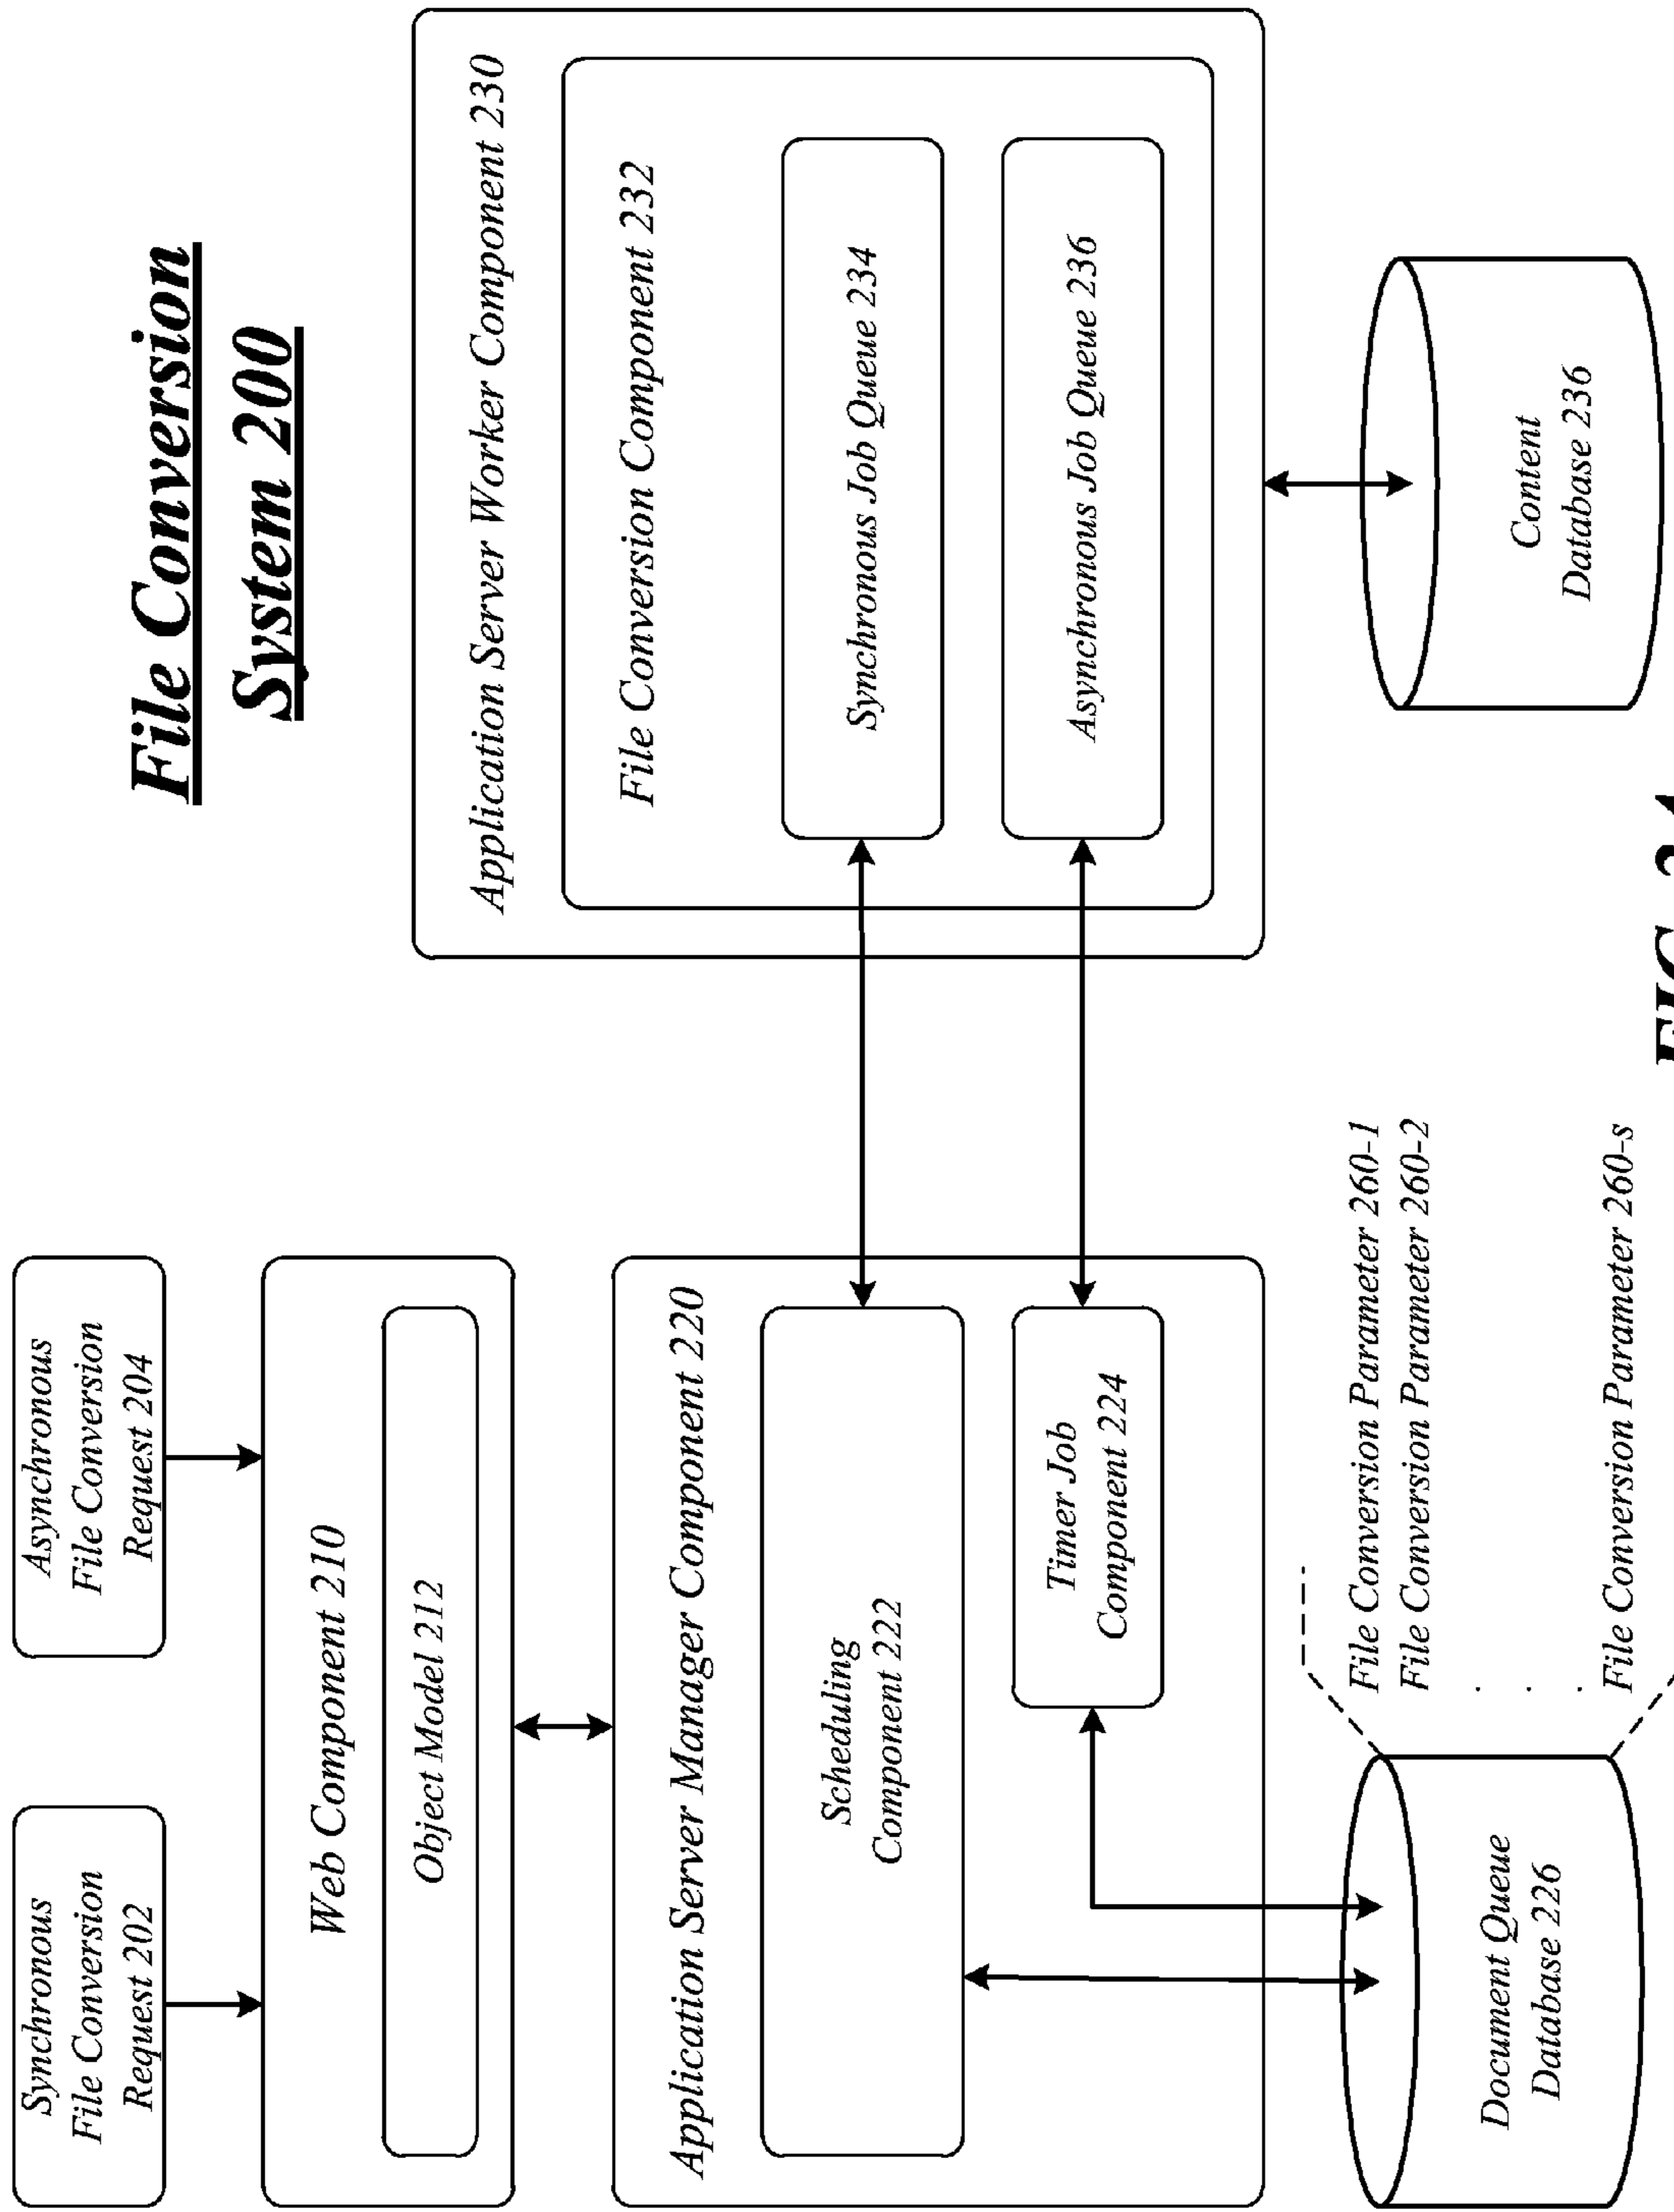 File Conversion
System 200
Synchronous
File Conversion
Request 202
Asynchronous
File Conversion
Request 204
Web Component 210
Object Model 212
Application Server Manager Component 220
Scheduling
Component 222
Timer Job
Component 224
Document Queue
Database 226
File Conversion Parameter 260-1
File Conversion Parameter 260-2
.
.
.
File Conversion Parameter 260-s
Application Server Worker Component 230
File Conversion Component 232
Synchronous Job Queue 234
Asynchronous Job Queue 236
Content
Database 236